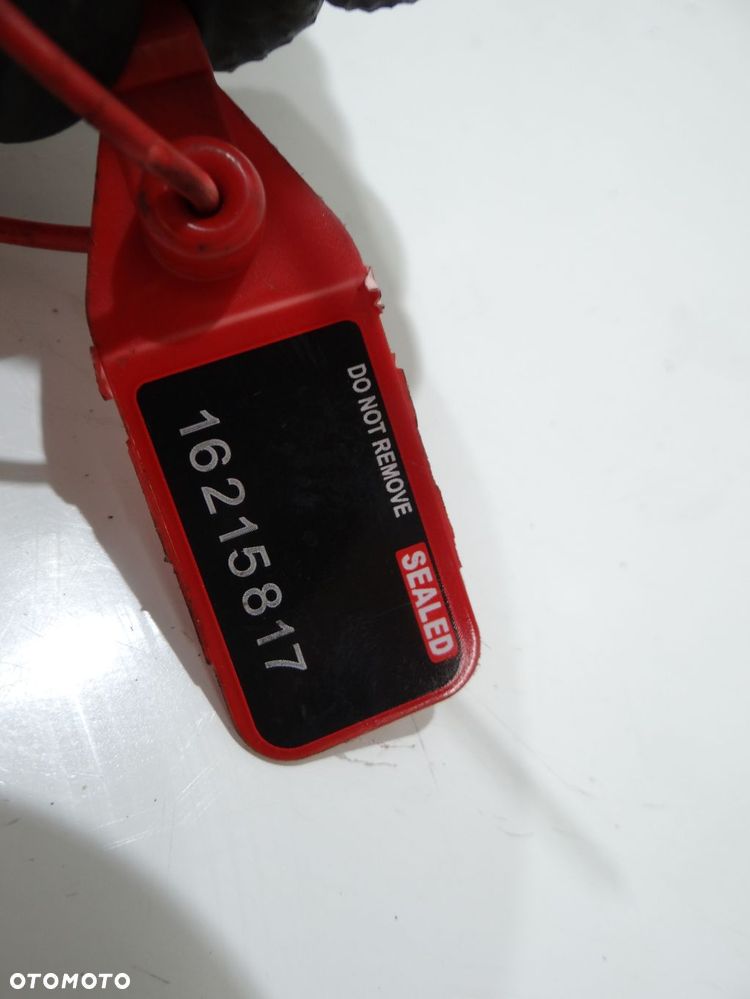 DO NOT REMOVE SEALED
16215817
OTOMOTO